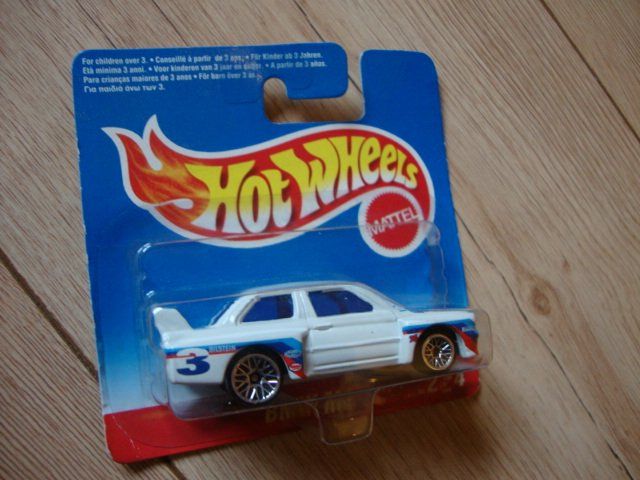 For children over 3. • Conseillé à partir de 3 ans. • Für Kinder ab 3 Jahren.
Età minima 3 anni. • Voor kinderen van 3 jaar en • A partir de 3 años.
Para crianças maiores de 3 anos • För barn över 3 år.
Για παιδιά άνω των 3.
HOT WHEELS
MATTEL
BILSTEIN
3